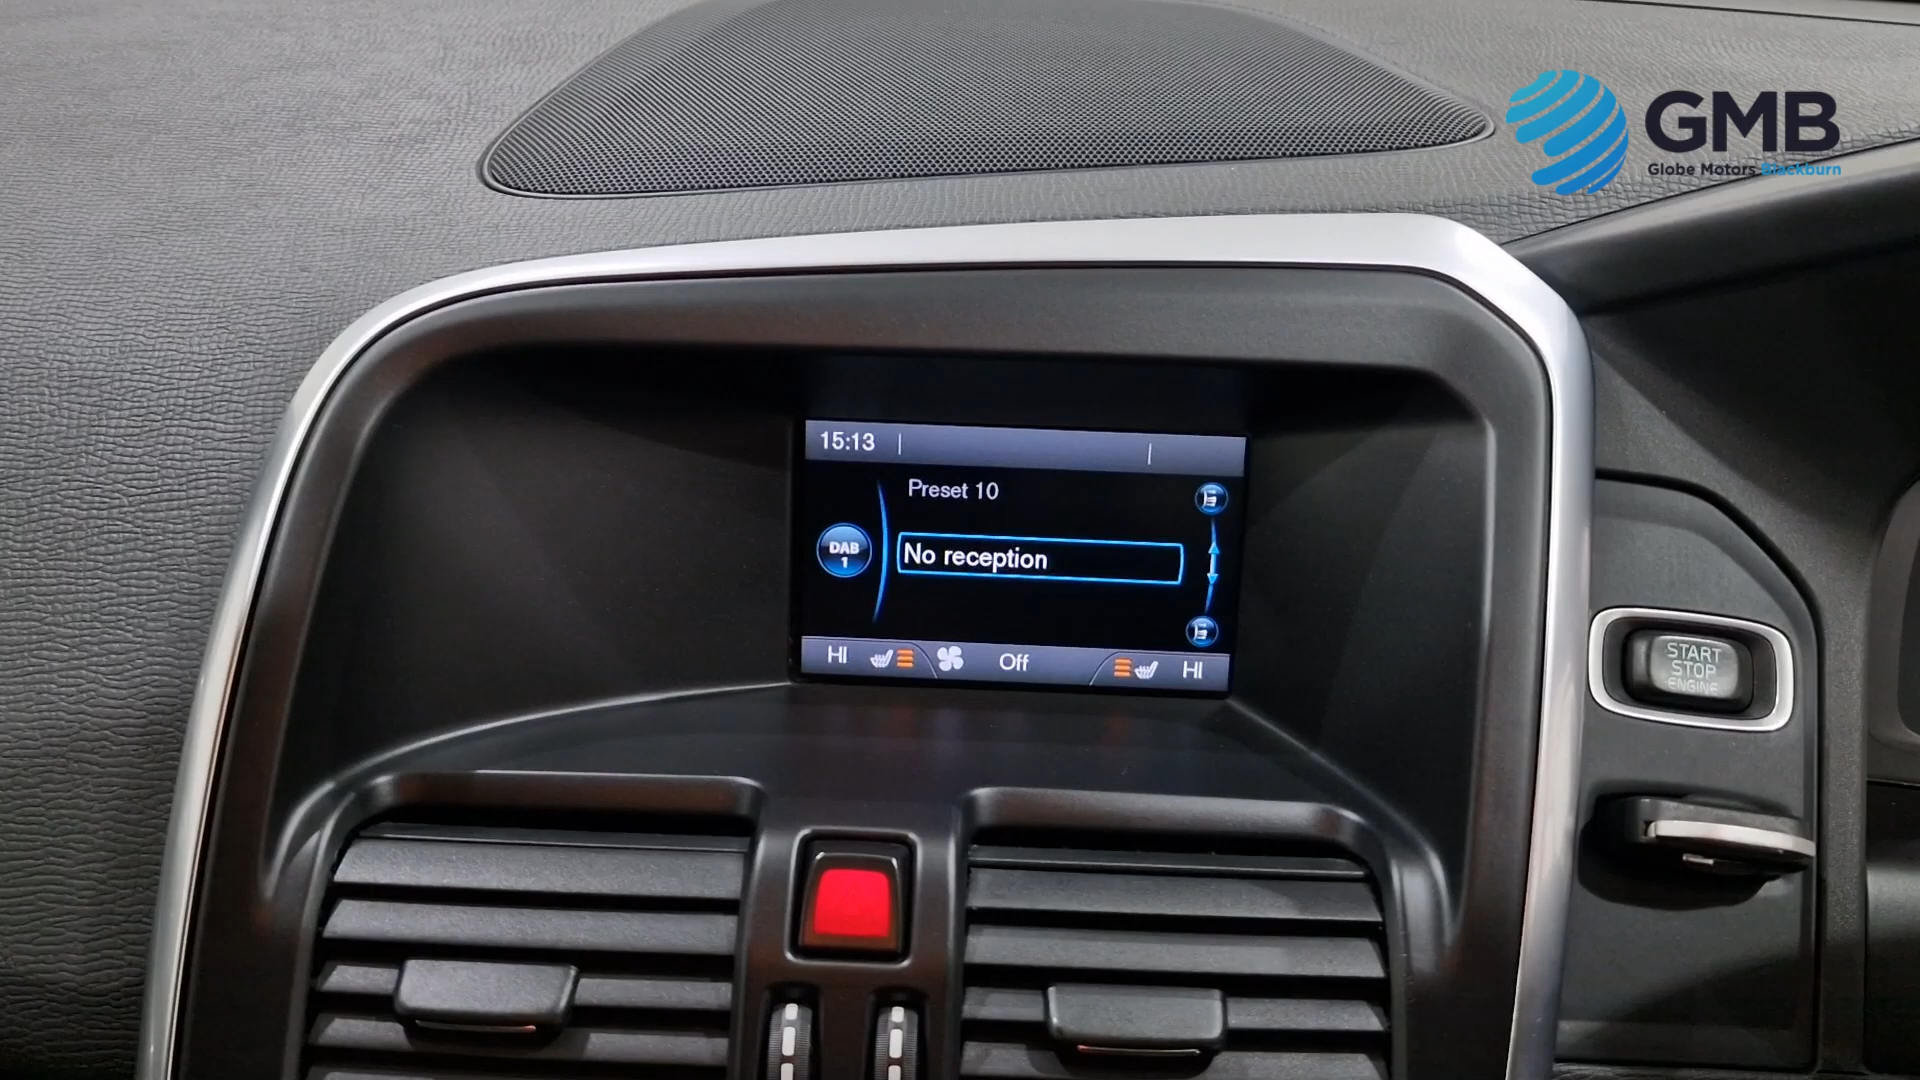 GMB
Globe Motors Blackburn
15:13
Preset 10
DAB
1
No reception
HI
Off
HI
START
STOP
ENGINE